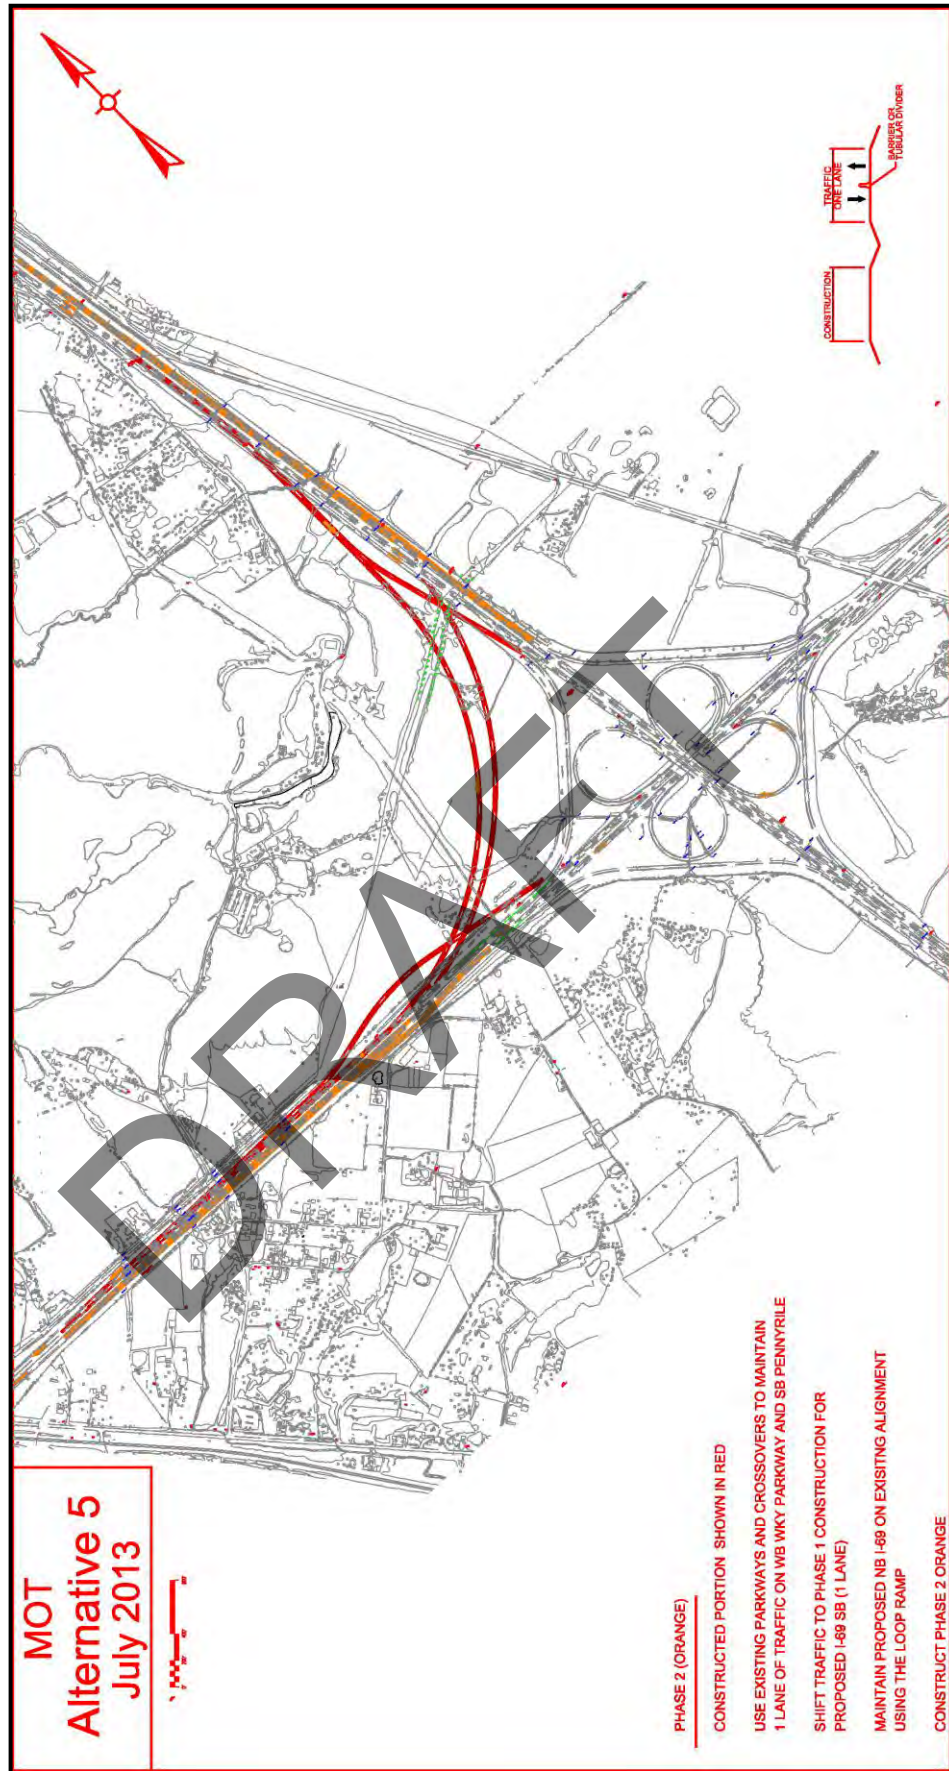 MOT
Alternative 5
July 2013
PHASE 2 (ORANGE)
CONSTRUCTED PORTION SHOWN IN RED
USE EXISTING PARKWAYS AND CROSSOVERS TO MAINTAIN
1 LANE OF TRAFFIC ON WB WKY PARKWAY AND SB PENNYRILE
SHIFT TRAFFIC TO PHASE 1 CONSTRUCTION FOR
PROPOSED I-69 SB (1 LANE)
MAINTAIN PROPOSED NB I-69 ON EXISITNG ALIGNMENT
USING THE LOOP RAMP
CONSTRUCT PHASE 2 ORANGE
DRAFT
CONSTRUCTION
TRAFFIC
ONE LANE
BARRIER OR
TUBULAR DIVIDER